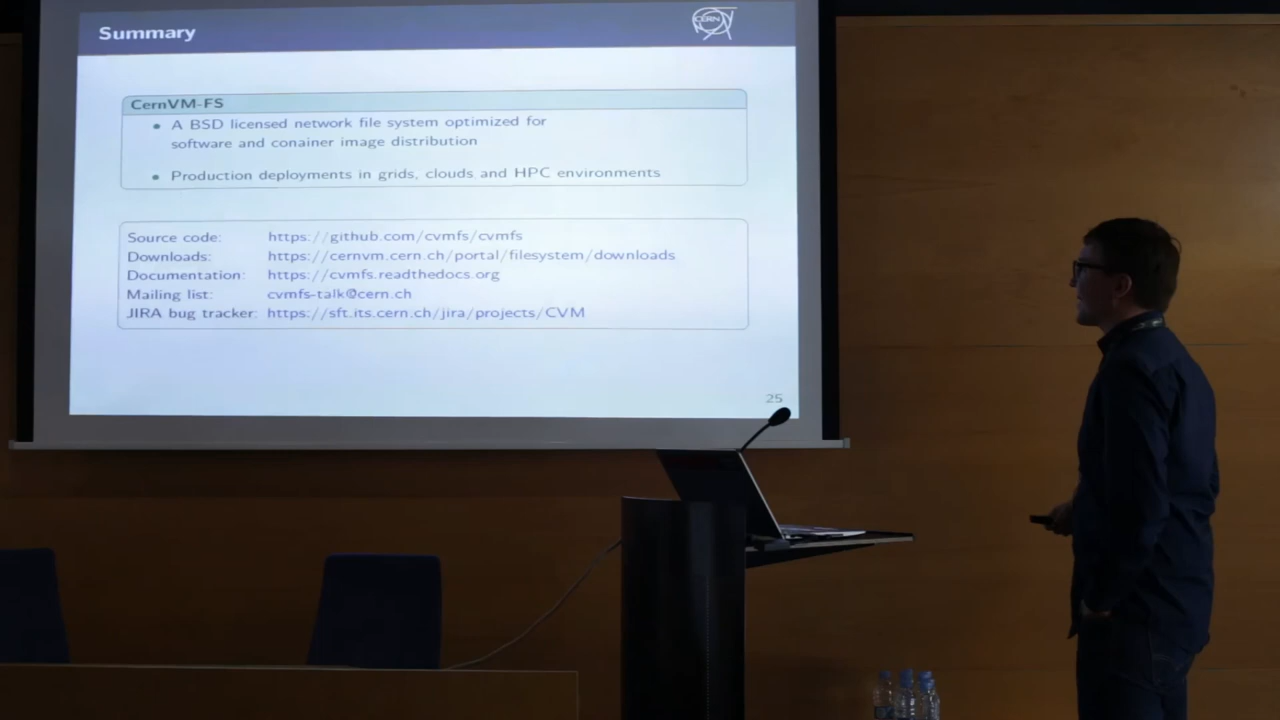 Summary
CERN
CernVM-FS
• A BSD licensed network file system optimized for
software and conainer image distribution
• Production deployments in grids, clouds and HPC environments
Source code: https://github.com/cvmfs/cvmfs
Downloads: https://cernvm.cern.ch/portal/filesystem/downloads
Documentation: https://cvmfs.readthedocs.org
Mailing list: cvmfs-talk@cern.ch
JIRA bug tracker: https://sft.its.cern.ch/jira/projects/CVM
25